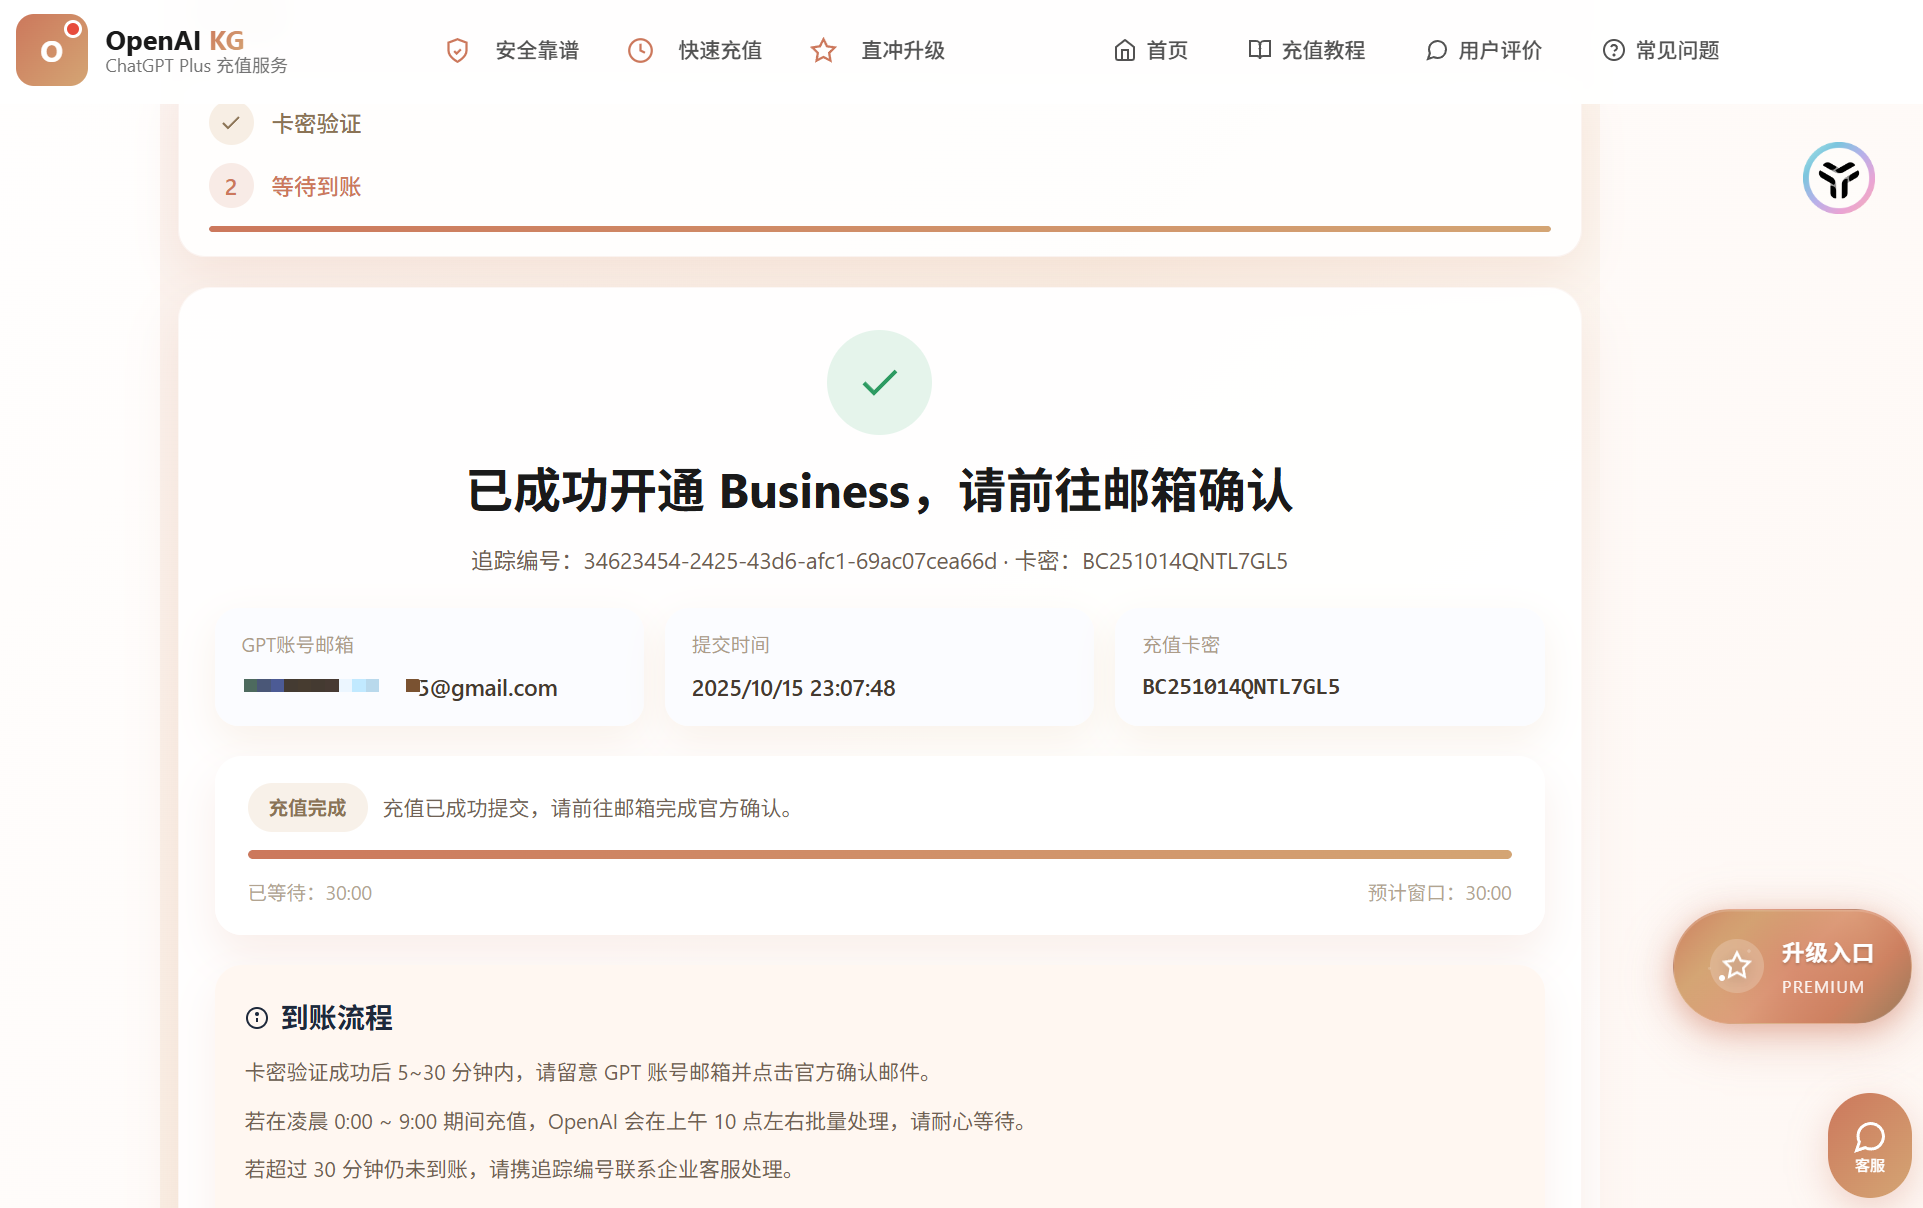 OpenAI KG
ChatGPT Plus 充值服务
安全靠谱
快速充值
直冲升级
首页
充值教程
用户评价
常见问题
卡密验证
2 等待到账
已成功开通 Business，请前往邮箱确认
追踪编号：34623454-2425-43d6-afc1-69ac07cea66d · 卡密：BC251014QNTL7GL5
GPT账号邮箱
5@gmail.com
提交时间
2025/10/15 23:07:48
充值卡密
BC251014QNTL7GL5
充值完成 充值已成功提交，请前往邮箱完成官方确认。
已等待：30:00
预计窗口：30:00
到账流程
卡密验证成功后 5~30 分钟内，请留意 GPT 账号邮箱并点击官方确认邮件。
若在凌晨 0:00 ~ 9:00 期间充值，OpenAI 会在上午 10 点左右批量处理，请耐心等待。
若超过 30 分钟仍未到账，请携追踪编号联系企业客服处理。
升级入口
PREMIUM
客服